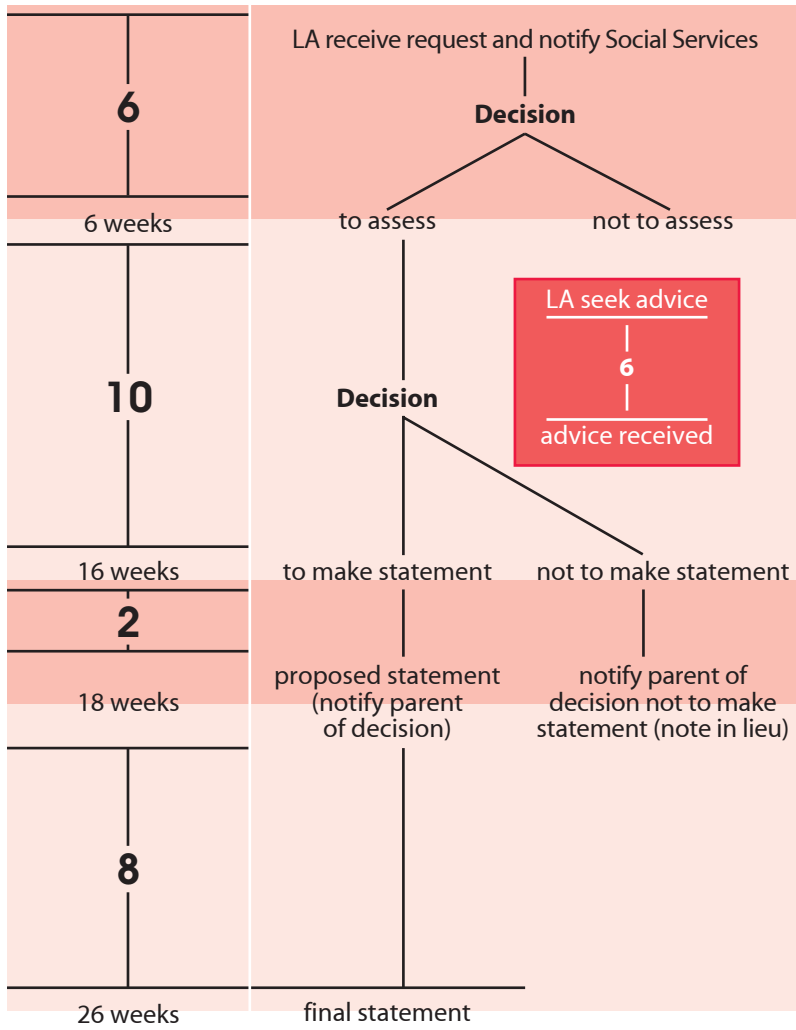 LA receive request and notify Social Services
6
Decision
6 weeks
to assess
not to assess
LA seek advice
6
advice received
10
Decision
16 weeks
to make statement
not to make statement
2
18 weeks
proposed statement
(notify parent
of decision)
notify parent of
decision not to make
statement (note in lieu)
8
26 weeks
final statement